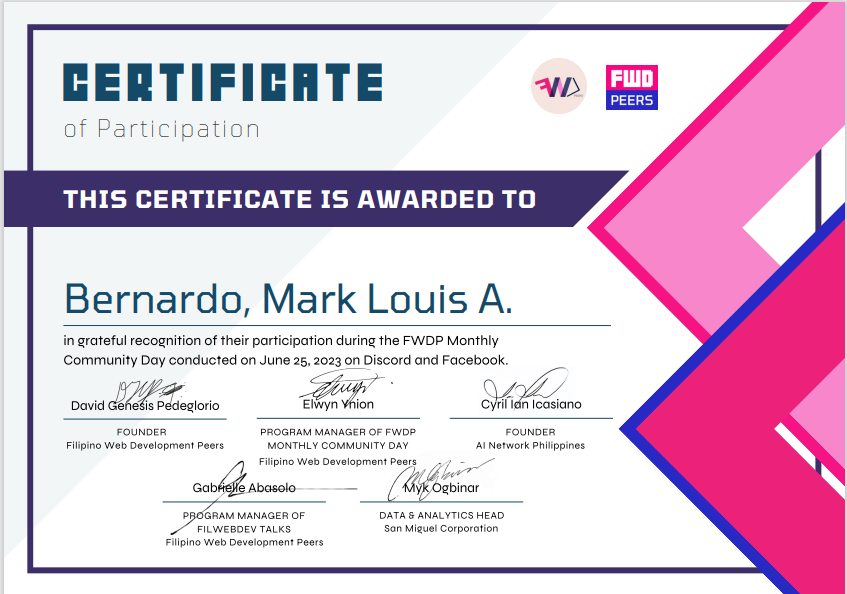 CERTIFICATE
of Participation
FWD
FWD
PEERS
THIS CERTIFICATE IS AWARDED TO
Bernardo, Mark Louis A.
in grateful recognition of their participation during the FWDP Monthly
Community Day conducted on June 25, 2023 on Discord and Facebook.
David Genesis Pedeglorio
FOUNDER
Filipino Web Development Peers
Elwyn Ynion
PROGRAM MANAGER OF FWDP
MONTHLY COMMUNITY DAY
Filipino Web Development Peers
Cyril Ian Icasiano
FOUNDER
AI Network Philippines
Gabrielle Abasolo
PROGRAM MANAGER OF
FILWEBDEV TALKS
Filipino Web Development Peers
Myk Ogbinar
DATA & ANALYTICS HEAD
San Miguel Corporation